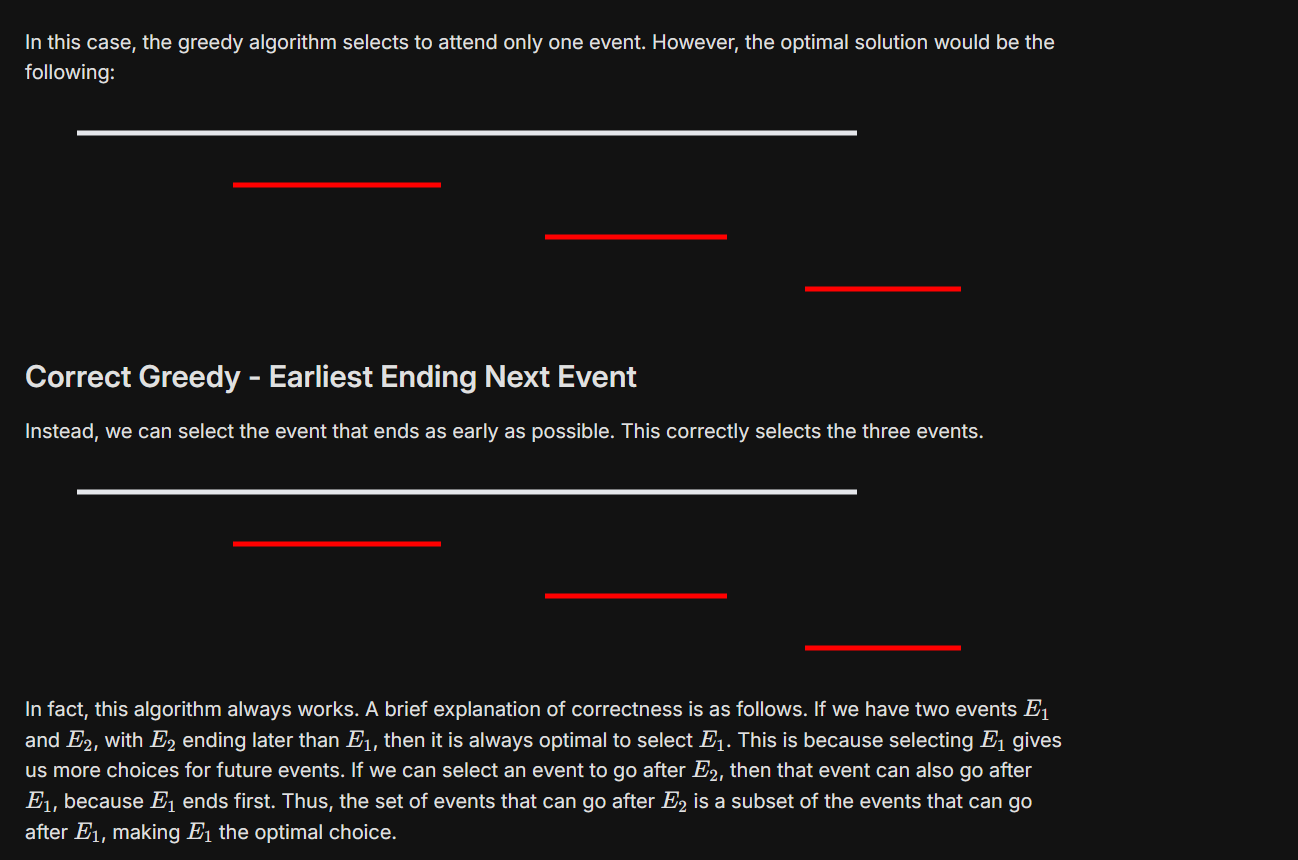 In this case, the greedy algorithm selects to attend only one event. However, the optimal solution would be the
following:
Correct Greedy - Earliest Ending Next Event
Instead, we can select the event that ends as early as possible. This correctly selects the three events.
In fact, this algorithm always works. A brief explanation of correctness is as follows. If we have two events E₁
and E₂, with E₂ ending later than E₁, then it is always optimal to select E₁. This is because selecting E₁ gives
us more choices for future events. If we can select an event to go after E₂, then that event can also go after
E₁, because E₁ ends first. Thus, the set of events that can go after E₂ is a subset of the events that can go
after E₁, making E₁ the optimal choice.